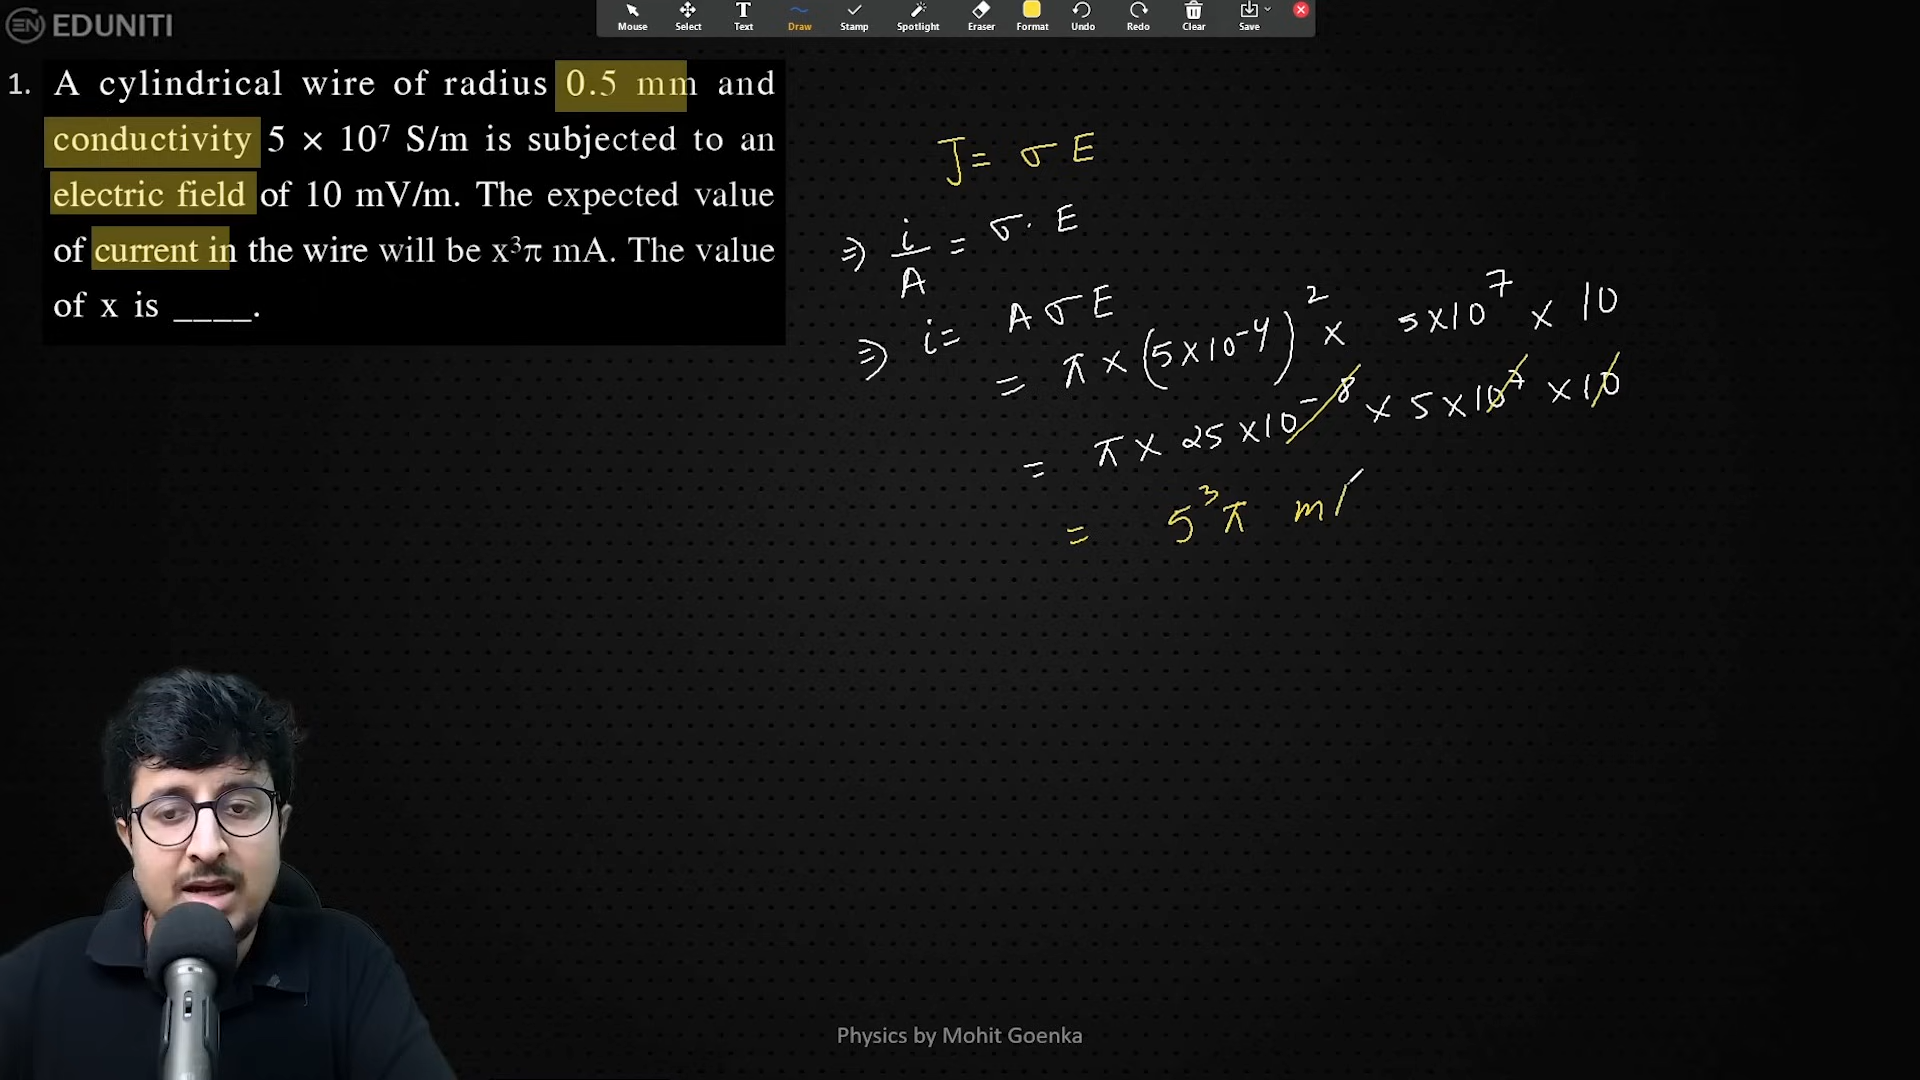 EN EDUNITI
Mouse Select Text Draw Stamp Spotlight Eraser Format Undo Redo Clear Save
1. A cylindrical wire of radius 0.5 mm and
conductivity 5 × 10⁷ S/m is subjected to an
electric field of 10 mV/m. The expected value
of current in the wire will be x³π mA. The value
of x is ____.
J = σ E
⇒ i/A = σ · E
⇒ i = A σ E
= π × (5×10⁻⁴)² × 5×10⁷ × 10
= π × 25 ×10⁻⁸ × 5×10⁷ ×10
= 5³π m
Physics by Mohit Goenka